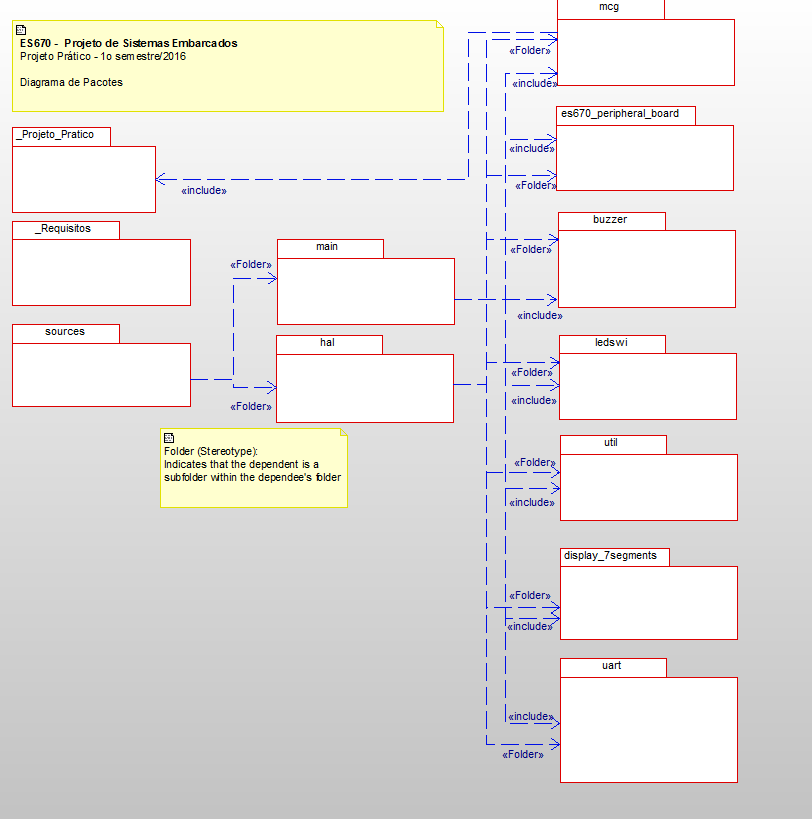 ES670 - Projeto de Sistemas Embarcados
Projeto Prático - 1o semestre/2016
Diagrama de Pacotes
mcg
«Folder»
«include»
_Projeto_Pratico
«include»
es670_peripheral_board
«include»
«Folder»
_Requisitos
buzzer
«Folder»
«include»
main
«Folder»
sources
hal
«Folder»
ledswi
«Folder»
«include»
Folder (Stereotype):
Indicates that the dependent is a
subfolder within the dependee's folder
util
«Folder»
«include»
display_7segments
«Folder»
«include»
uart
«include»
«Folder»